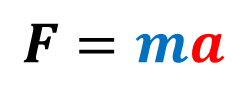 F = ma